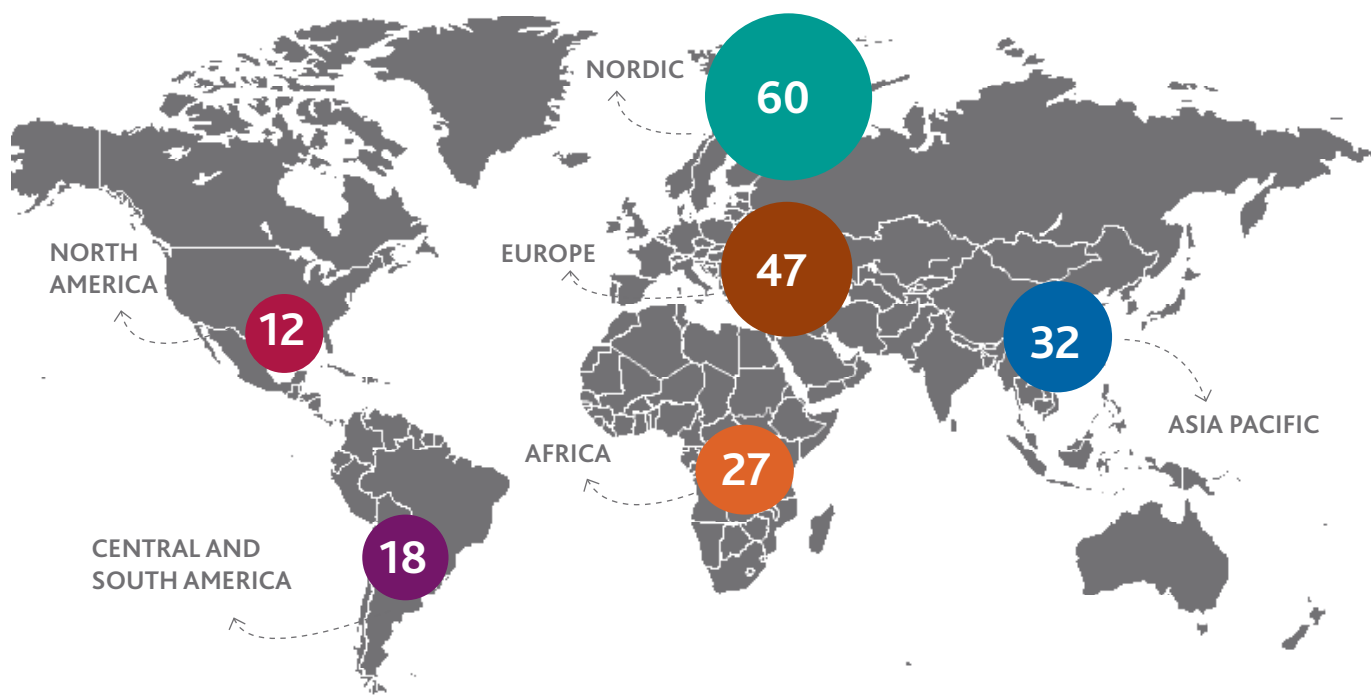 NORDIC
60
NORTH
AMERICA
12
EUROPE
47
32
ASIA PACIFIC
AFRICA
27
CENTRAL AND
SOUTH AMERICA
18